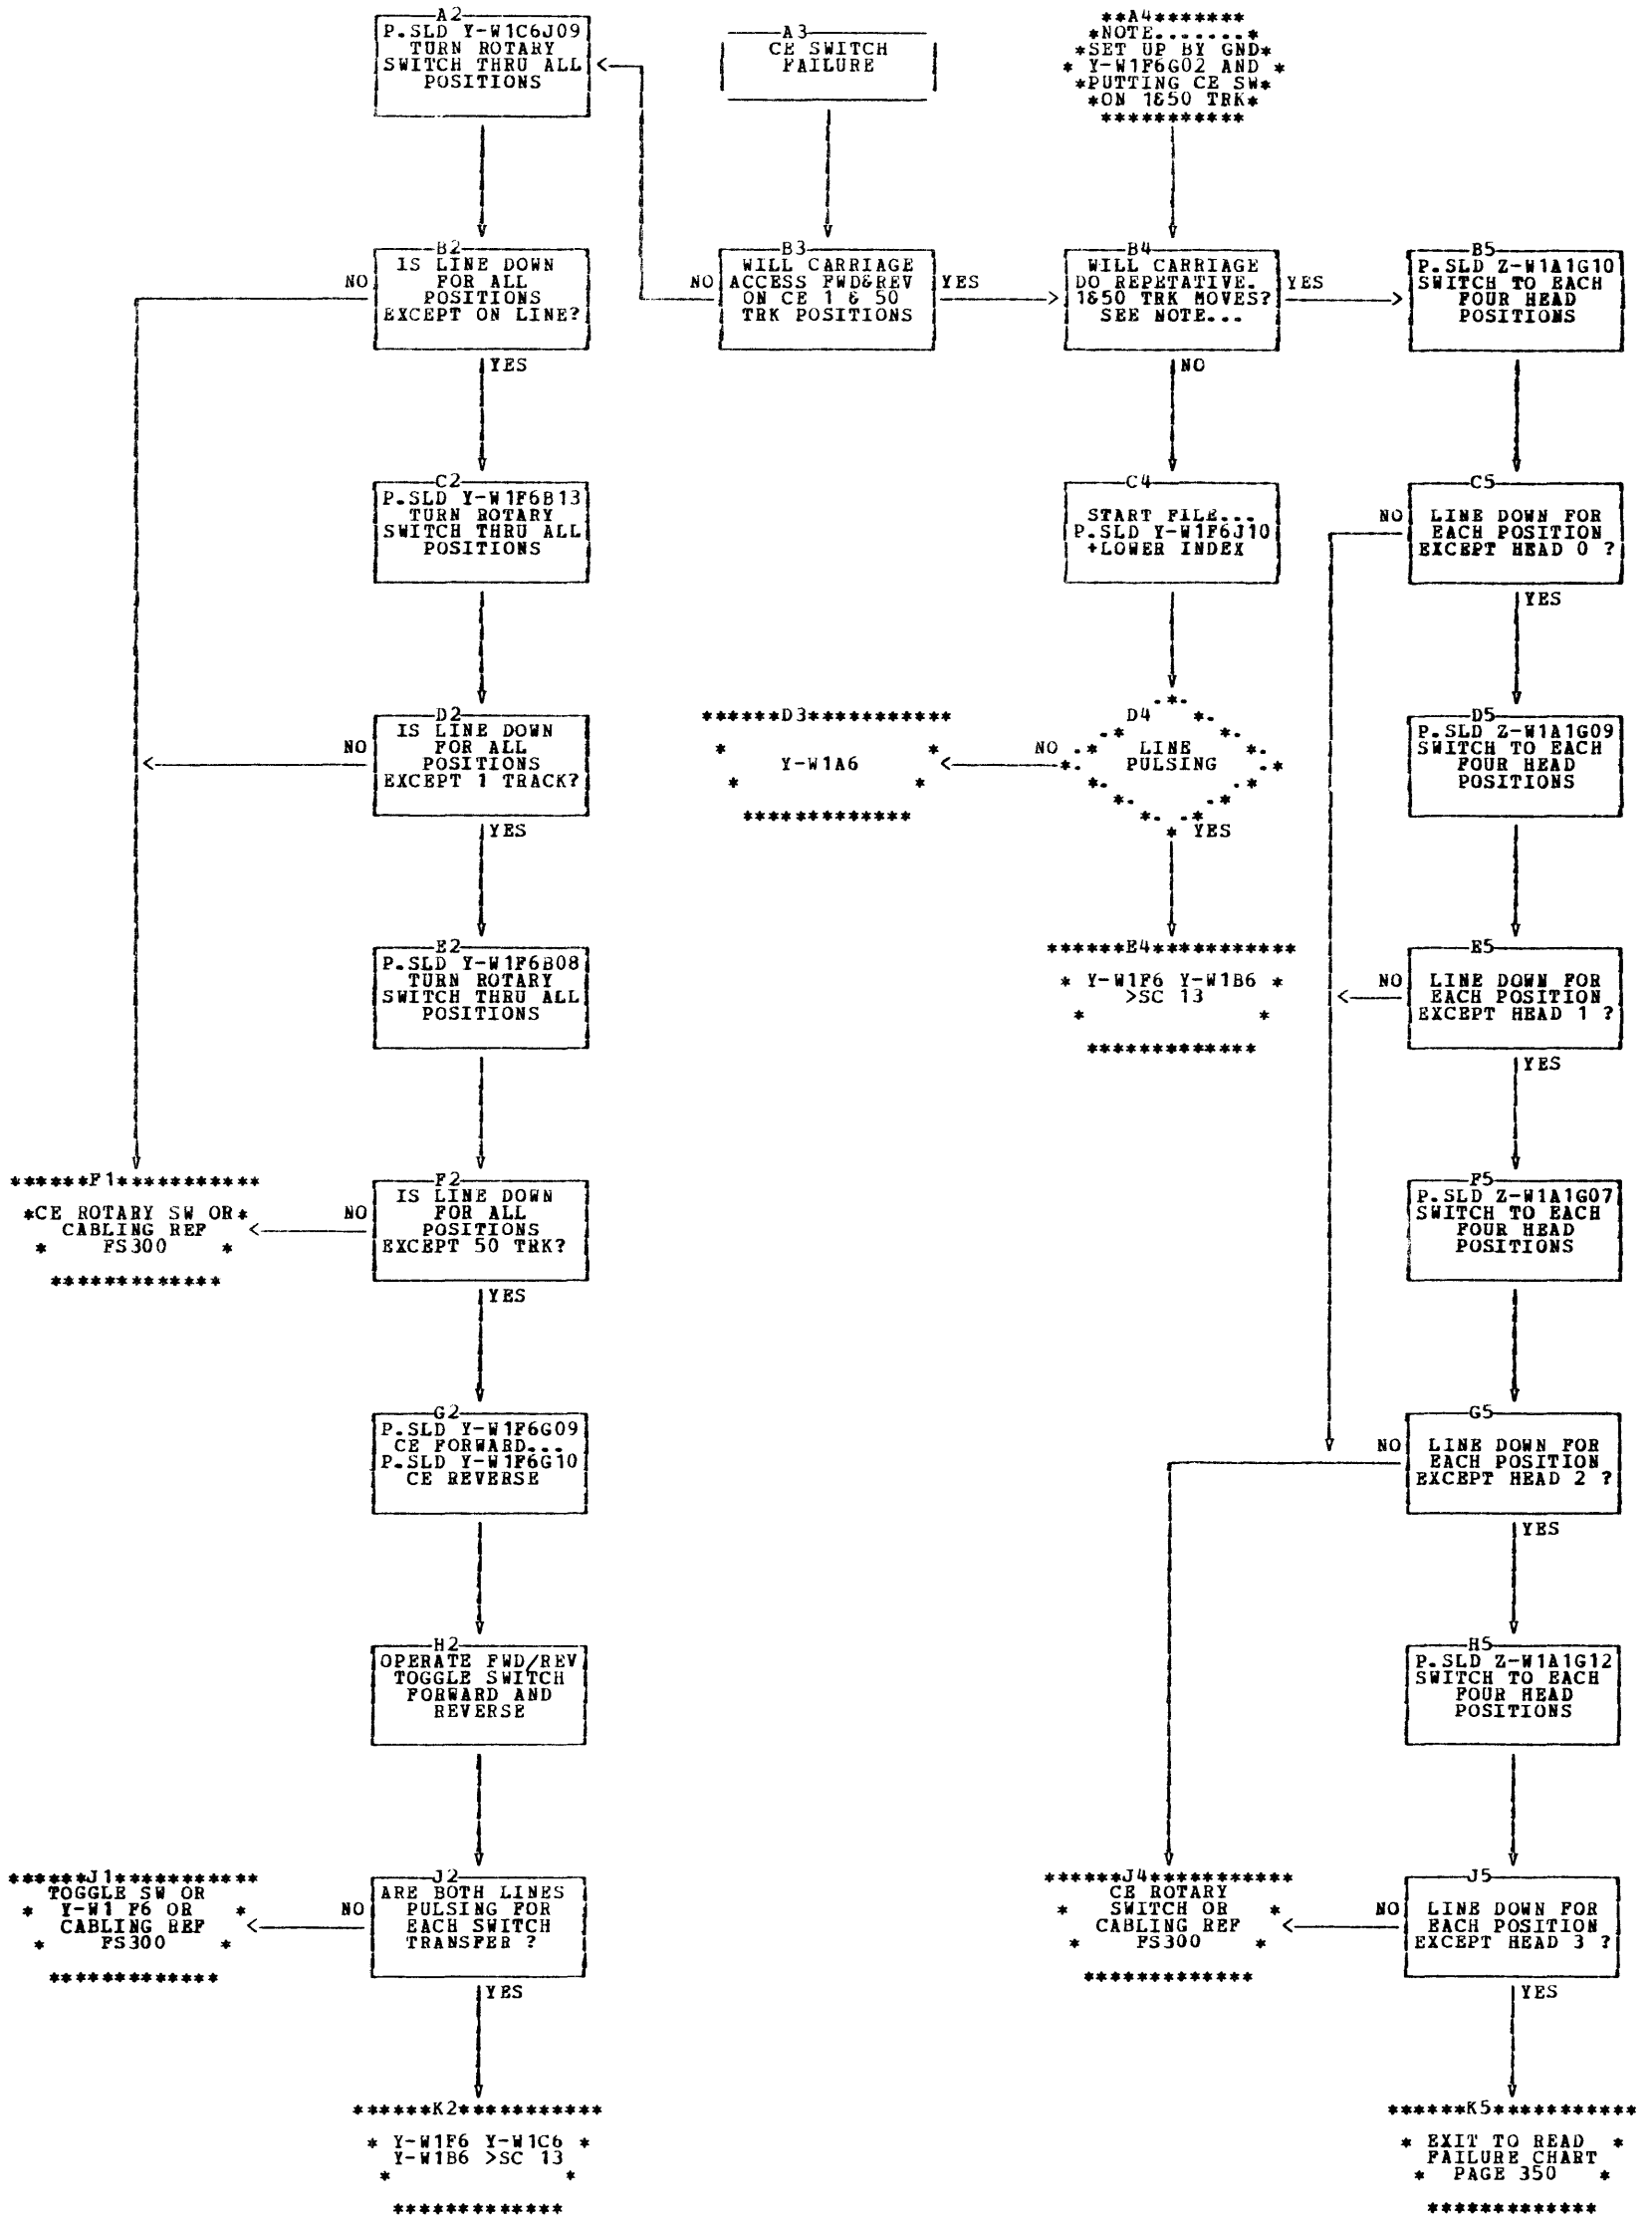 A2
P.SLD Y-W1C6J09
TURN ROTARY
SWITCH THRU ALL
POSITIONS
A3
CE SWITCH
FAILURE
**A4*******
*NOTE.......*
*SET UP BY GND*
* Y-W1F6G02 AND *
*PUTTING CE SW*
*ON 1&50 TRK*
***********
B2
IS LINE DOWN
FOR ALL
POSITIONS
EXCEPT ON LINE?
NO
YES
B3
WILL CARRIAGE
ACCESS FWD&REV
ON CE 1 & 50
TRK POSITIONS
NO
YES
B4
WILL CARRIAGE
DO REPETATIVE.
1&50 TRK MOVES?
SEE NOTE...
YES
NO
B5
P.SLD Z-W1A1G10
SWITCH TO EACH
FOUR HEAD
POSITIONS
C2
P.SLD Y-W1F6B13
TURN ROTARY
SWITCH THRU ALL
POSITIONS
C4
START FILE...
P.SLD Y-W1F6J10
+LOWER INDEX
C5
LINE DOWN FOR
EACH POSITION
EXCEPT HEAD 0 ?
NO
YES
D2
IS LINE DOWN
FOR ALL
POSITIONS
EXCEPT 1 TRACK?
NO
YES
******D3***********
* *
Y-W1A6
* *
*************
D4
LINE
PULSING
NO
YES
D5
P.SLD Z-W1A1G09
SWITCH TO EACH
FOUR HEAD
POSITIONS
E2
P.SLD Y-W1F6B08
TURN ROTARY
SWITCH THRU ALL
POSITIONS
******E4***********
* Y-W1F6 Y-W1B6 *
>SC 13
* *
*************
E5
LINE DOWN FOR
EACH POSITION
EXCEPT HEAD 1 ?
NO
YES
******F1***********
*CE ROTARY SW OR*
CABLING REF
* FS300 *
*************
F2
IS LINE DOWN
FOR ALL
POSITIONS
EXCEPT 50 TRK?
NO
YES
F5
P.SLD Z-W1A1G07
SWITCH TO EACH
FOUR HEAD
POSITIONS
G2
P.SLD Y-W1F6G09
CE FORWARD...
P.SLD Y-W1F6G10
CE REVERSE
G5
LINE DOWN FOR
EACH POSITION
EXCEPT HEAD 2 ?
NO
YES
H2
OPERATE FWD/REV
TOGGLE SWITCH
FORWARD AND
REVERSE
H5
P.SLD Z-W1A1G12
SWITCH TO EACH
FOUR HEAD
POSITIONS
******J1***********
TOGGLE SW OR
* Y-W1 F6 OR *
CABLING REF
* FS300 *
*************
J2
ARE BOTH LINES
PULSING FOR
EACH SWITCH
TRANSFER ?
NO
YES
******J4***********
CE ROTARY
* SWITCH OR *
CABLING REF
* FS300 *
*************
J5
LINE DOWN FOR
EACH POSITION
EXCEPT HEAD 3 ?
NO
YES
******K2***********
* Y-W1F6 Y-W1C6 *
Y-W1B6 >SC 13
* *
*************
******K5***********
* EXIT TO READ *
FAILURE CHART
* PAGE 350 *
*************